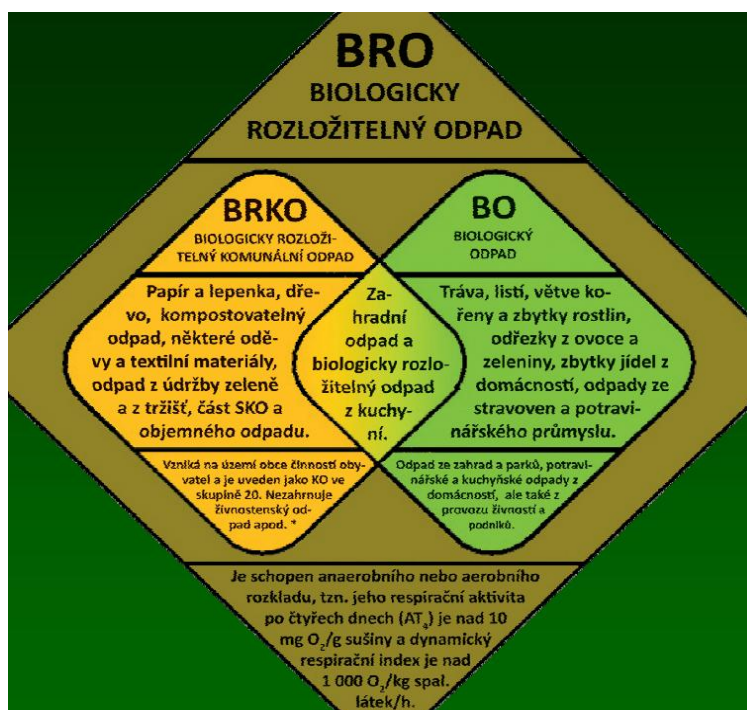 BRO
BIOLOGICKY
ROZLOŽITELNÝ ODPAD
BRKO
BIOLOGICKY ROZLOŽI-
TELNÝ KOMUNÁLNÍ ODPAD
Papír a lepenka, dře-
vo, kompostovatelný
odpad, některé odě-
vy a textilní materiály,
odpad z údržby zeleně
a z tržišť, část SKO a
objemného odpadu.
Vzniká na území obce činností oby-
vatel a je uveden jako KO ve
skupině 20. Nezahrnuje
živnostenský od-
pad apod. *
Za-
hradní
odpad a
biologicky rozlo-
žitelný odpad
z kuchy-
ní.
BO
BIOLOGICKÝ
ODPAD
Tráva, listí, větve ko-
řeny a zbytky rostlin,
odřezky z ovoce a
zeleniny, zbytky jídel z
domácností, odpady ze
stravoven a potravi-
nářského průmyslu.
Odpad ze zahrad a parků, potravi-
nářské a kuchyňské odpady z
domácností, ale také z
provozu živností a
podniků.
Je schopen anaerobního nebo aerobního
rozkladu, tzn. jeho respirační aktivita
po čtyřech dnech (AT₄) je nad 10
mg O₂/g sušiny a dynamický
respirační index je nad
1 000 O₂/kg spal.
látek/h.